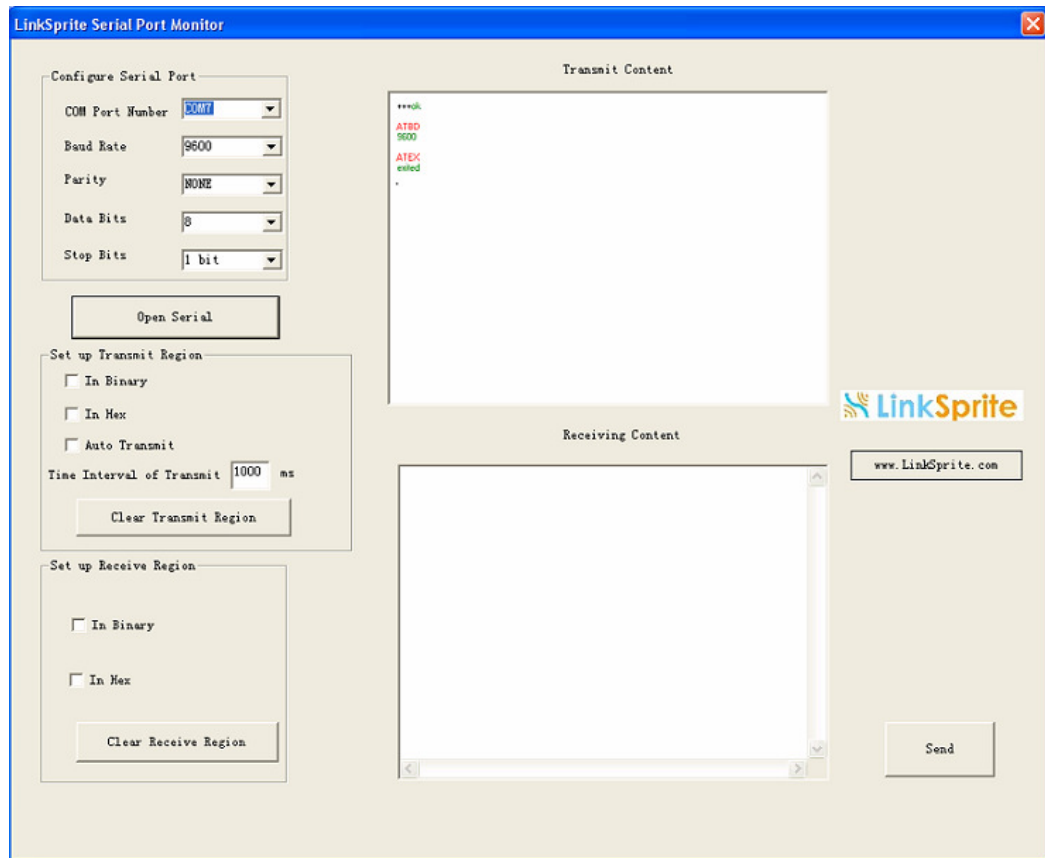 LinkSprite Serial Port Monitor
Configure Serial Port
COM Port Number COM7
Baud Rate 9600
Parity NONE
Data Bits 8
Stop Bits 1 bit
Open Serial
Set up Transmit Region
In Binary
In Hex
Auto Transmit
Time Interval of Transmit 1000 ms
Clear Transmit Region
Set up Receive Region
In Binary
In Hex
Clear Receive Region
Transmit Content
+++ok
ATBD
9600
ATEX
exited
.
Receiving Content
LinkSprite
www.LinkSprite.com
Send